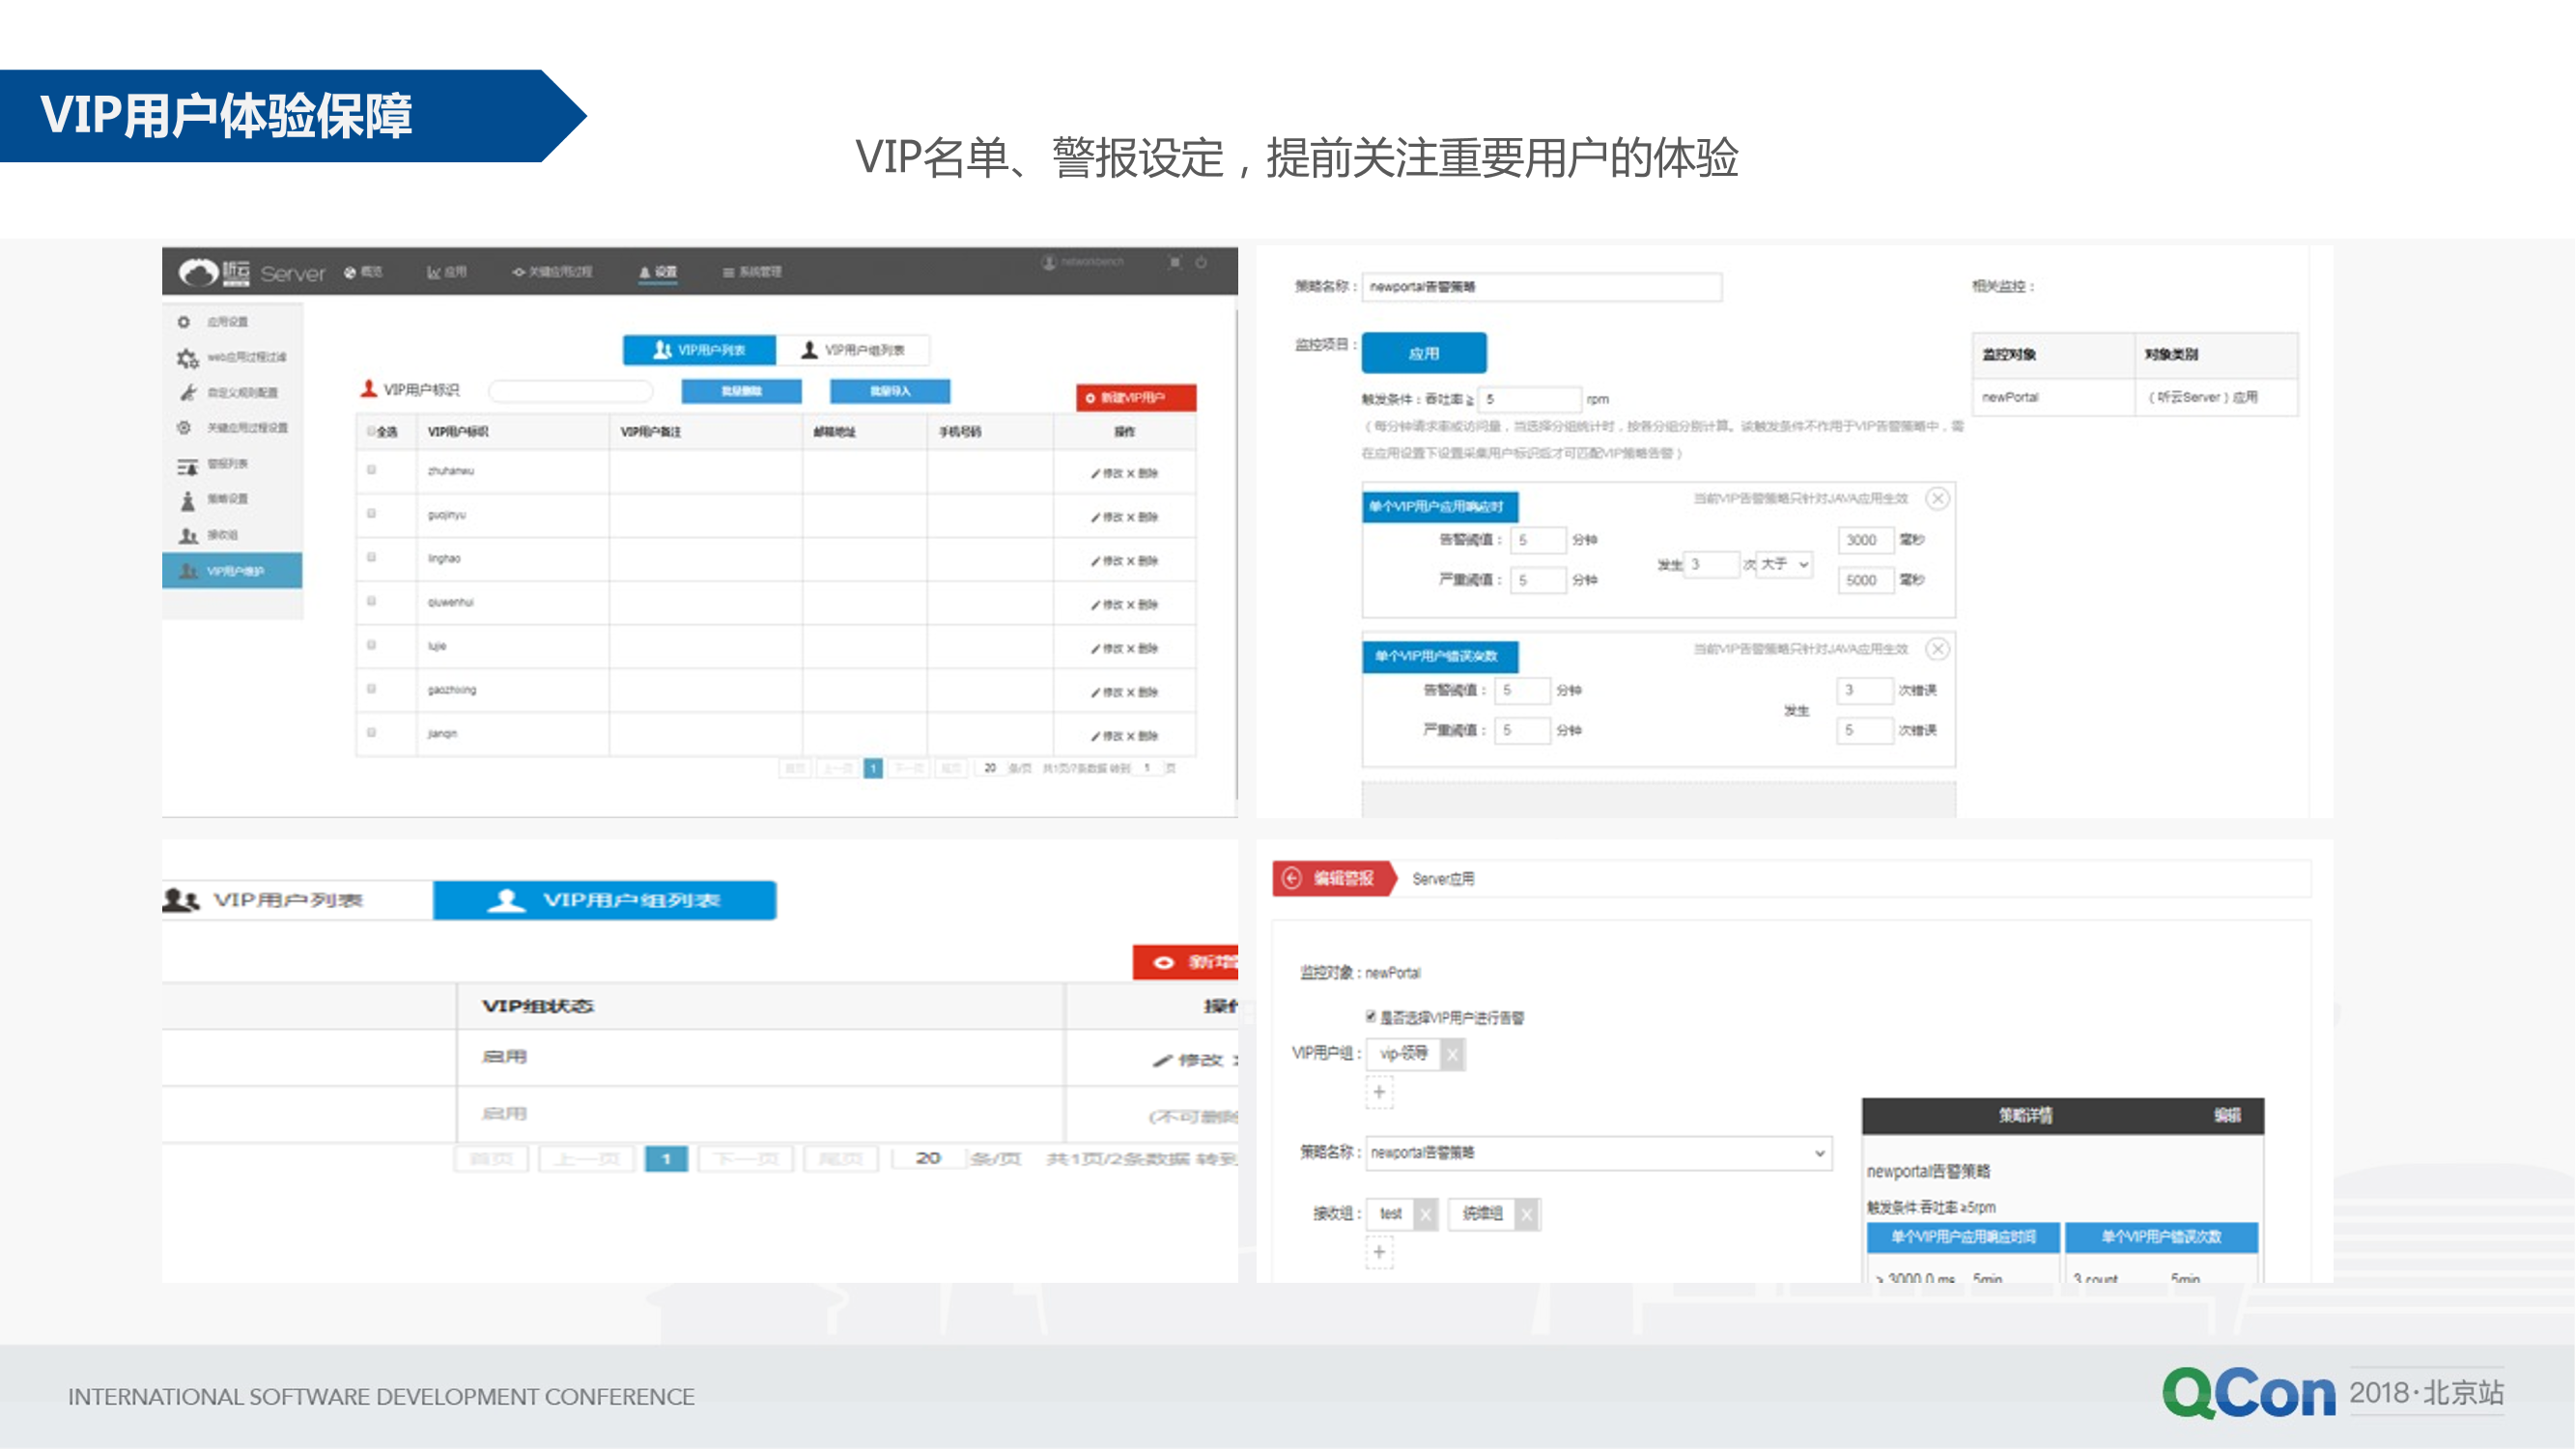 VIP用户体验保障
VIP名单、警报设定，提前关注重要用户的体验
听云 Server 概览 应用 关键应用过程 设置 系统管理 networkbench
应用设置
web应用过程过滤
自定义规则配置
关键应用过程设置
警报列表
策略设置
接收组
VIP用户维护
VIP用户列表 VIP用户组列表
VIP用户标识 批量删除 批量导入 新建VIP用户
全选 VIP用户标识 VIP用户备注 邮箱地址 手机号码 操作
zhuhanwu 修改 X 删除
guojinyu 修改 X 删除
linghao 修改 X 删除
qiuwenhui 修改 X 删除
lujie 修改 X 删除
gaozhixing 修改 X 删除
jianqin 修改 X 删除
首页 上一页 1 下一页 尾页 20 条/页 共1页/7条数据 转到 1 页
策略名称： newportal告警策略
监控项目： 应用
触发条件：吞吐率 ≥ 5 rpm
（每分钟请求率或访问量，当选择分组统计时，按各分组分别计算。该触发条件不作用于VIP告警策略中，需
在应用设置下设置采集用户标识后才可匹配VIP策略告警）
单个VIP用户应用响应时 当前VIP告警策略只针对JAVA应用生效
告警阈值： 5 分钟 3000 毫秒
发生 3 次 大于
严重阈值： 5 分钟 5000 毫秒
单个VIP用户错误次数 当前VIP告警策略只针对JAVA应用生效
告警阈值： 5 分钟 3 次错误
发生
严重阈值： 5 分钟 5 次错误
相关监控：
监控对象 对象类别
newPortal （听云Server）应用
VIP用户列表 VIP用户组列表
新增
VIP组状态 操作
启用 修改
启用 (不可删除
首页 上一页 1 下一页 尾页 20 条/页 共1页/2条数据 转到
编辑警报 Server应用
监控对象：newPortal
是否选择VIP用户进行告警
VIP用户组： vip-领导 X
+
策略名称： newportal告警策略
接收组： test X 统维组 X
+
策略详情 编辑
newportal告警策略
触发条件:吞吐率 ≥5rpm
单个VIP用户应用响应时间 单个VIP用户错误次数
> 3000.0 ms 5min 3 count 5min
INTERNATIONAL SOFTWARE DEVELOPMENT CONFERENCE
QCon 2018·北京站